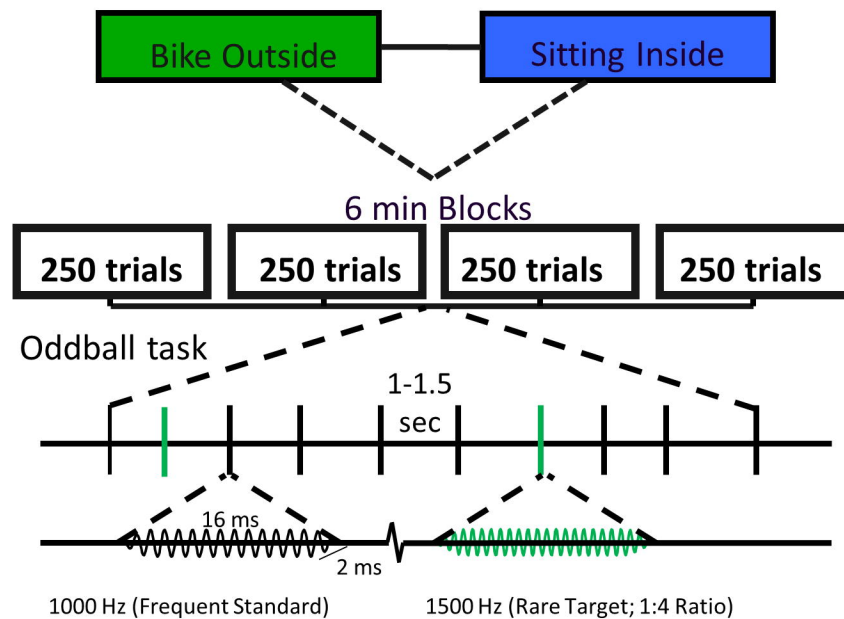 Bike Outside
Sitting Inside
6 min Blocks
250 trials
250 trials
250 trials
250 trials
Oddball task
1-1.5
sec
16 ms
2 ms
1000 Hz (Frequent Standard)
1500 Hz (Rare Target; 1:4 Ratio)